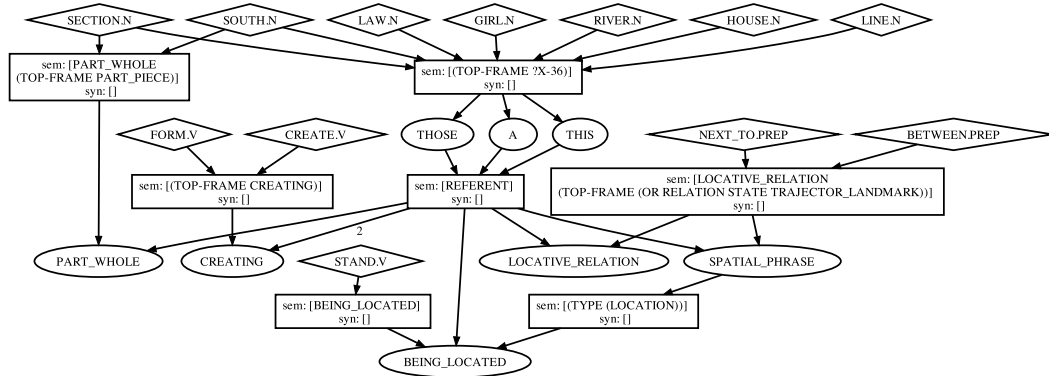 SECTION.N
SOUTH.N
LAW.N
GIRL.N
RIVER.N
HOUSE.N
LINE.N
sem: [PART_WHOLE
(TOP-FRAME PART_PIECE)]
syn: []
sem: [(TOP-FRAME ?X-36)]
syn: []
FORM.V
CREATE.V
THOSE
A
THIS
NEXT_TO.PREP
BETWEEN.PREP
sem: [(TOP-FRAME CREATING)]
syn: []
sem: [REFERENT]
syn: []
sem: [LOCATIVE_RELATION
(TOP-FRAME (OR RELATION STATE TRAJECTOR_LANDMARK))]
syn: []
2
PART_WHOLE
CREATING
STAND.V
LOCATIVE_RELATION
SPATIAL_PHRASE
sem: [BEING_LOCATED]
syn: []
sem: [(TYPE (LOCATION))]
syn: []
BEING_LOCATED